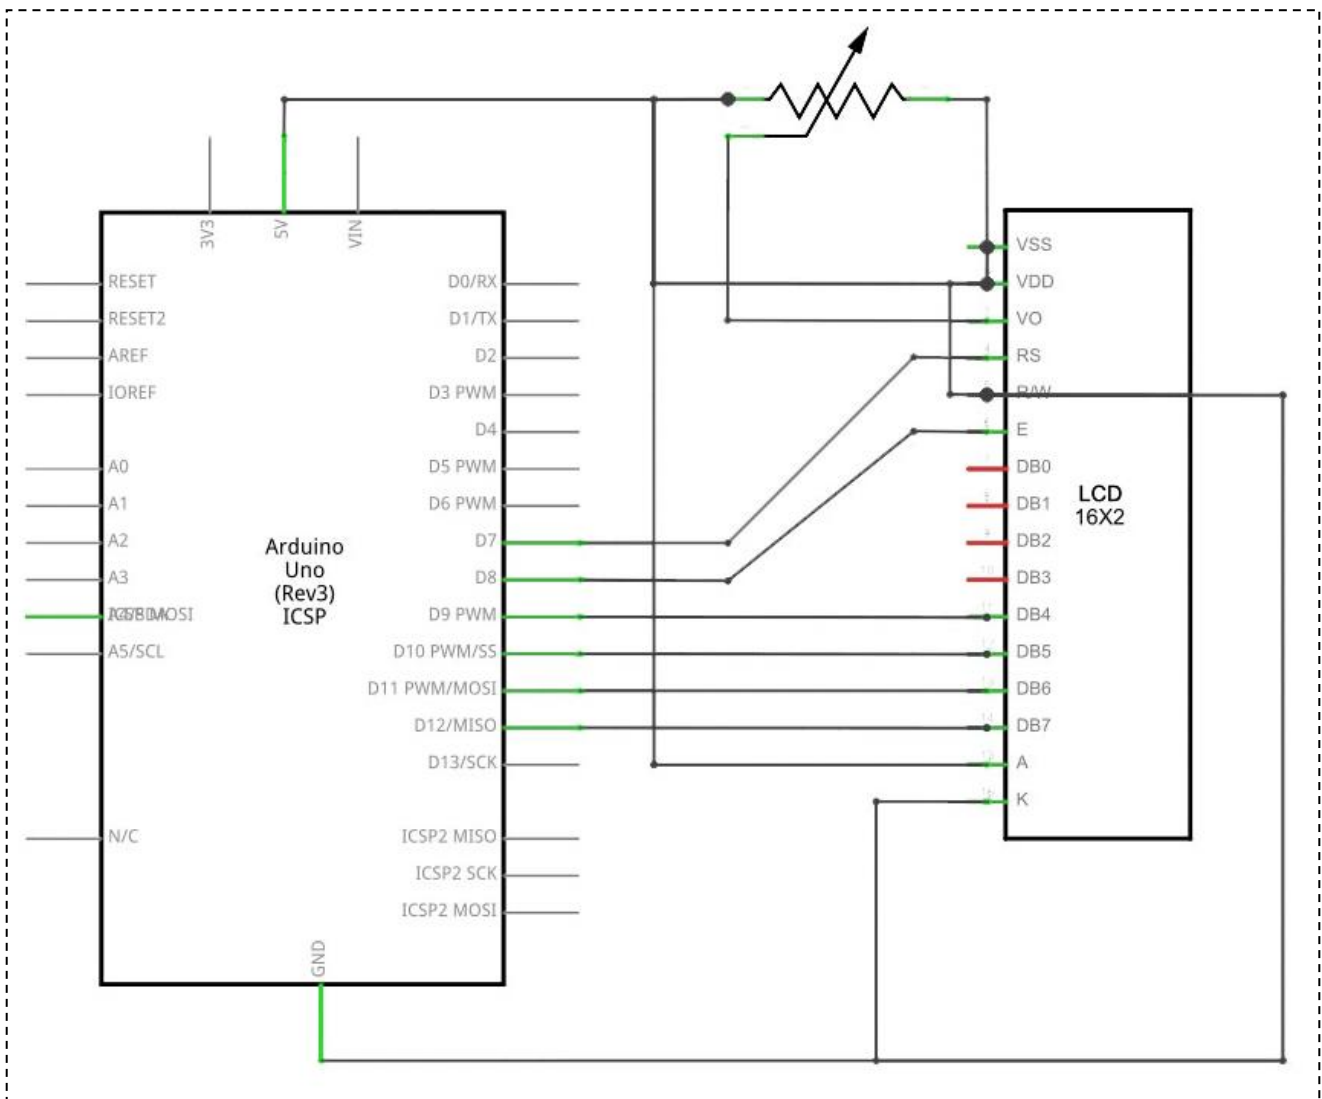 3V3
5V
VIN
RESET
RESET2
AREF
IOREF
A0
A1
A2
A3
A5/SCL
N/C
Arduino
Uno
(Rev3)
ICSP
D0/RX
D1/TX
D2
D3 PWM
D4
D5 PWM
D6 PWM
D7
D8
D9 PWM
D10 PWM/SS
D11 PWM/MOSI
D12/MISO
D13/SCK
ICSP2 MISO
ICSP2 SCK
ICSP2 MOSI
GND
VSS
VDD
VO
RS
R/W
E
DB0
DB1
DB2
DB3
DB4
DB5
DB6
DB7
A
K
LCD
16X2